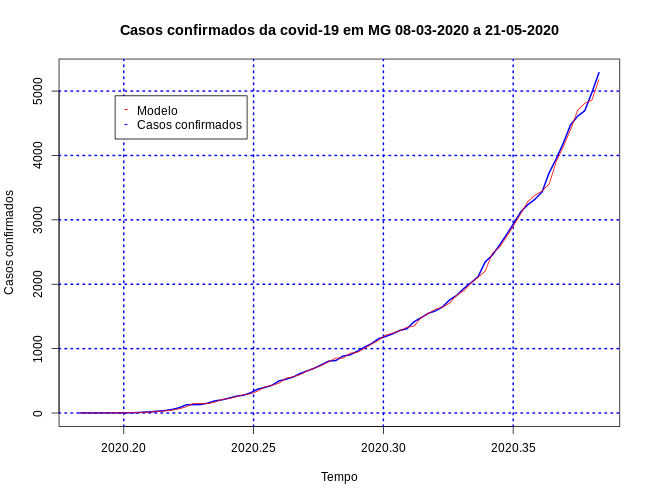 Casos confirmados da covid-19 em MG 08-03-2020 a 21-05-2020
Casos confirmados
5000
4000
3000
2000
1000
0
- Modelo
- Casos confirmados
2020.20 2020.25 2020.30 2020.35
Tempo